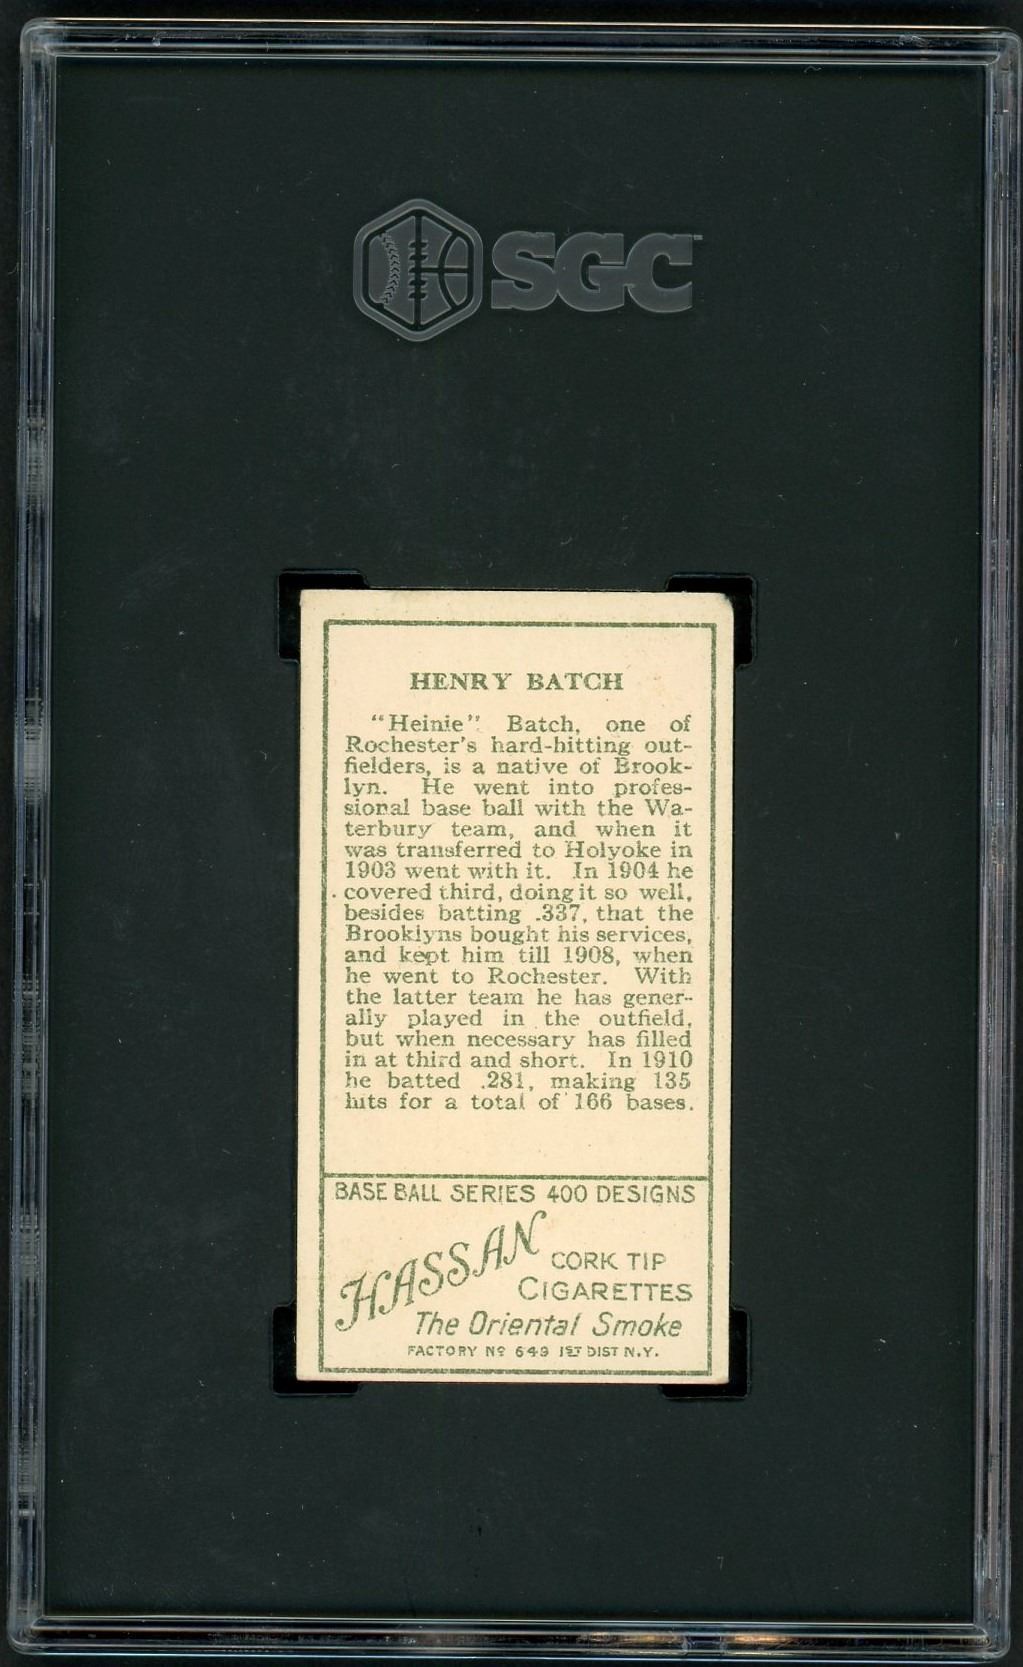 SGC
HENRY BATCH
"Heinie" Batch, one of
Rochester's hard-hitting out-
fielders, is a native of Brook-
lyn. He went into profes-
sional base ball with the Wa-
terbury team, and when it
was transferred to Holyoke in
1903 went with it. In 1904 he
covered third, doing it so well,
besides batting .337, that the
Brooklyns bought his services,
and kept him till 1908, when
he went to Rochester. With
the latter team he has gener-
ally played in the outfield,
but when necessary has filled
in at third and short. In 1910
he batted .281, making 135
hits for a total of 166 bases.
BASE BALL SERIES 400 DESIGNS
HASSAN CORK TIP
CIGARETTES
The Oriental Smoke
FACTORY Nº 649 1ST DIST N.Y.